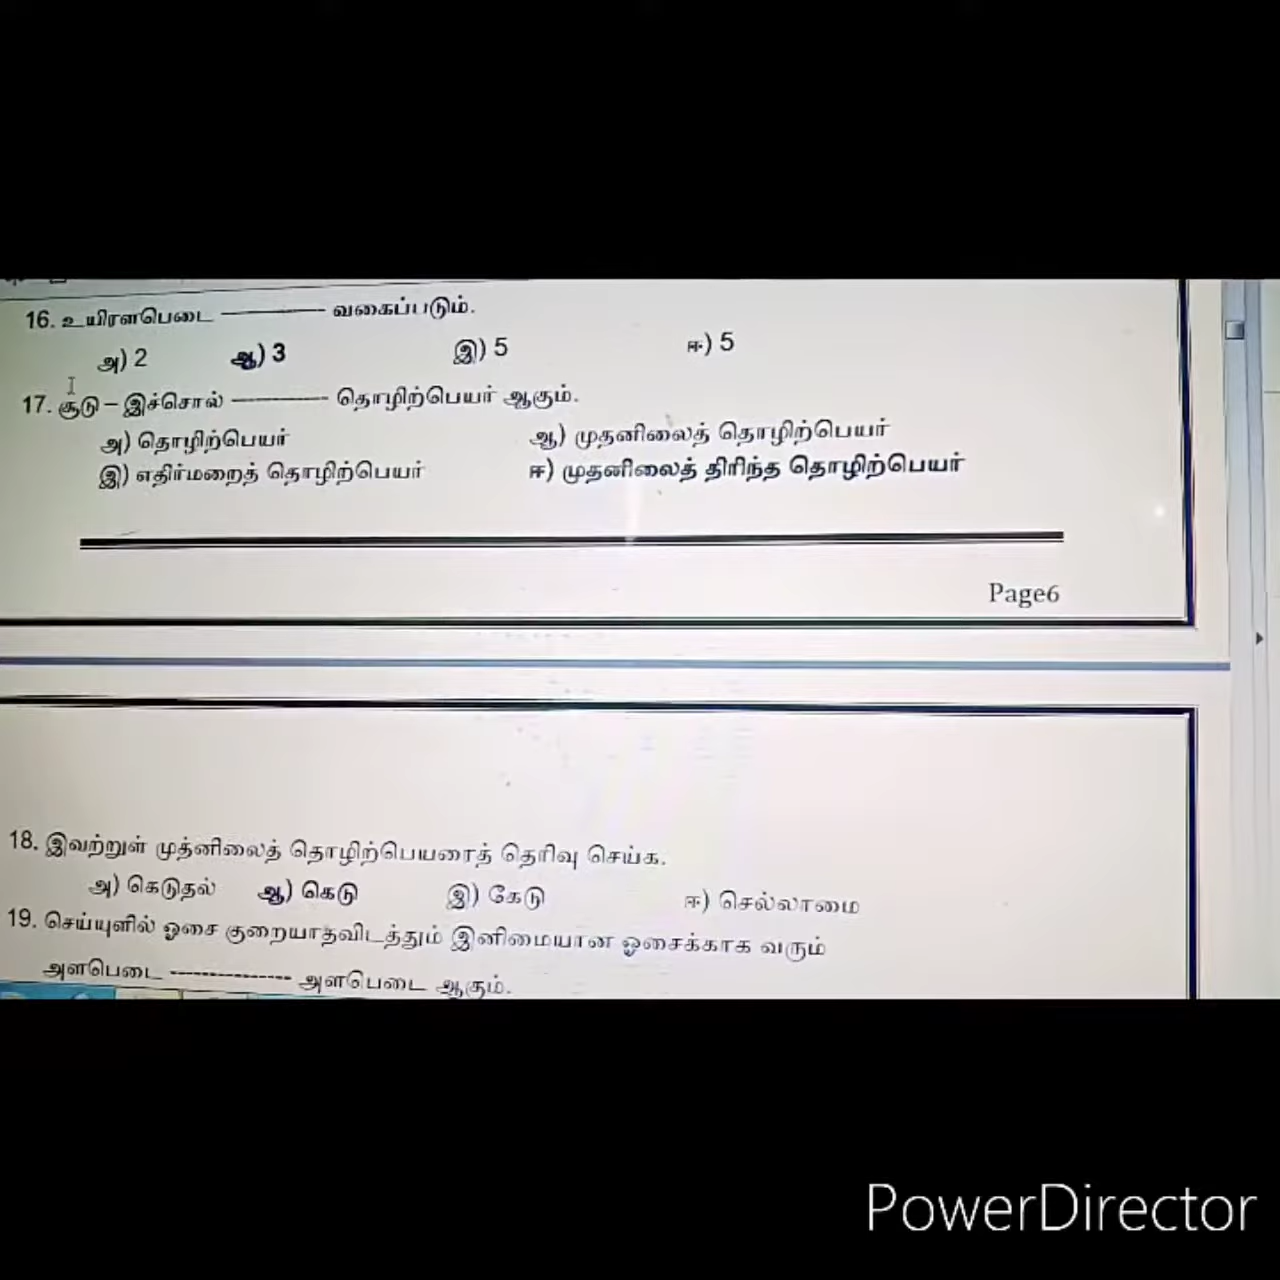 16. உயிரளபெடை ---------- வகைப்படும்.
அ) 2 ஆ) 3 இ) 5 ஈ) 5
17. சூடு – இச்சொல் ---------- தொழிற்பெயர் ஆகும்.
அ) தொழிற்பெயர் ஆ) முதனிலைத் தொழிற்பெயர்
இ) எதிர்மறைத் தொழிற்பெயர் ஈ) முதனிலைத் திரிந்த தொழிற்பெயர்
Page6
18. இவற்றுள் முத்னிலைத் தொழிற்பெயரைத் தெரிவு செய்க.
அ) கெடுதல் ஆ) கெடு இ) கேடு ஈ) செல்லாமை
19. செய்யுளில் ஓசை குறையாதவிடத்தும் இனிமையான ஓசைக்காக வரும்
அளபெடை --------------- அளபெடை ஆகும்.
PowerDirector